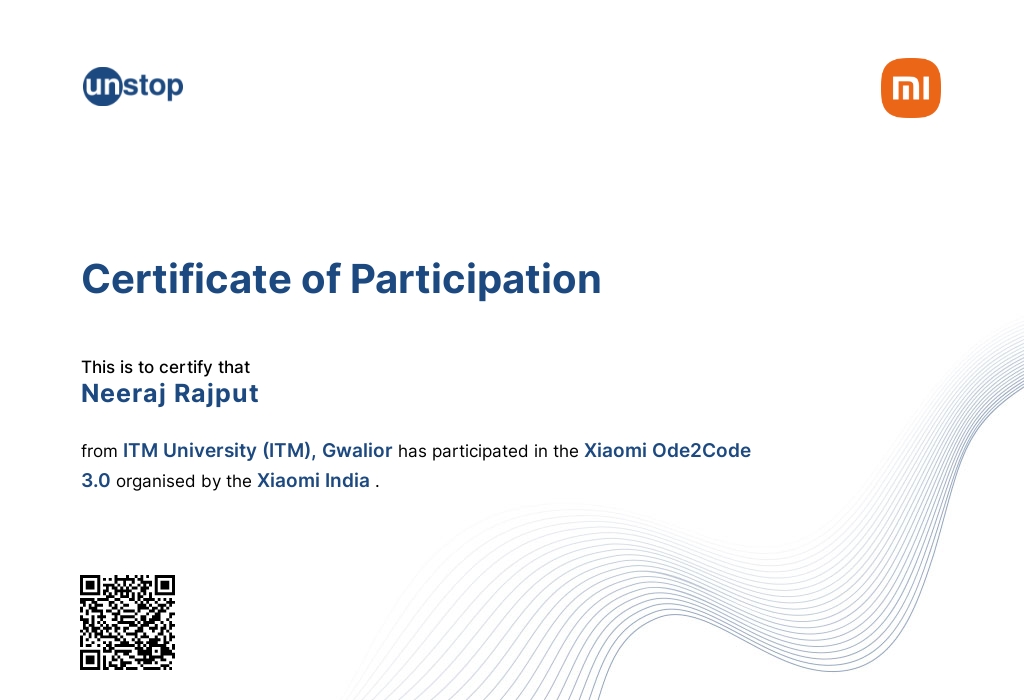 unstop
mi
Certificate of Participation
This is to certify that
Neeraj Rajput
from ITM University (ITM), Gwalior has participated in the Xiaomi Ode2Code
3.0 organised by the Xiaomi India .